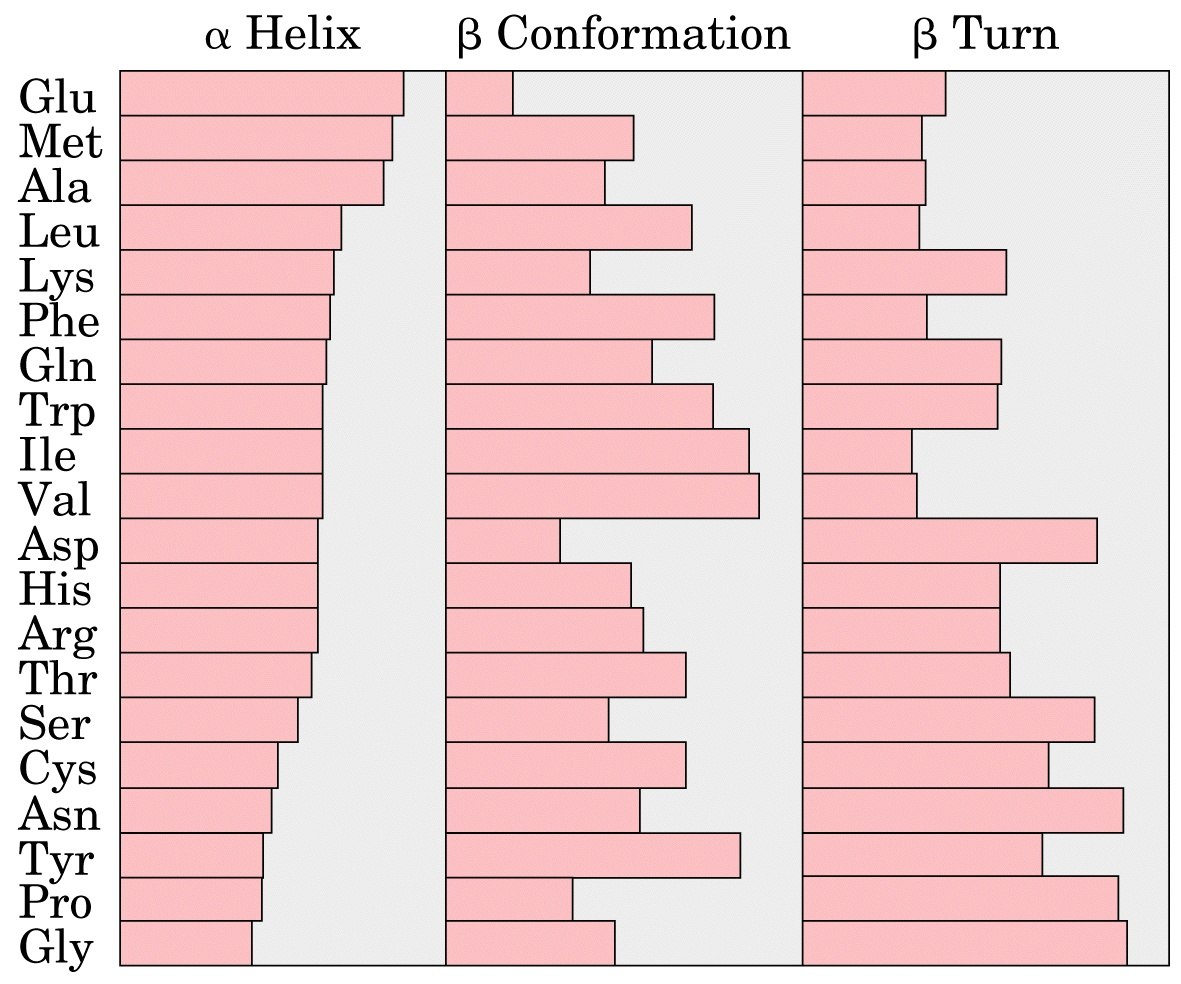 α Helix β Conformation β Turn
Glu
Met
Ala
Leu
Lys
Phe
Gln
Trp
Ile
Val
Asp
His
Arg
Thr
Ser
Cys
Asn
Tyr
Pro
Gly